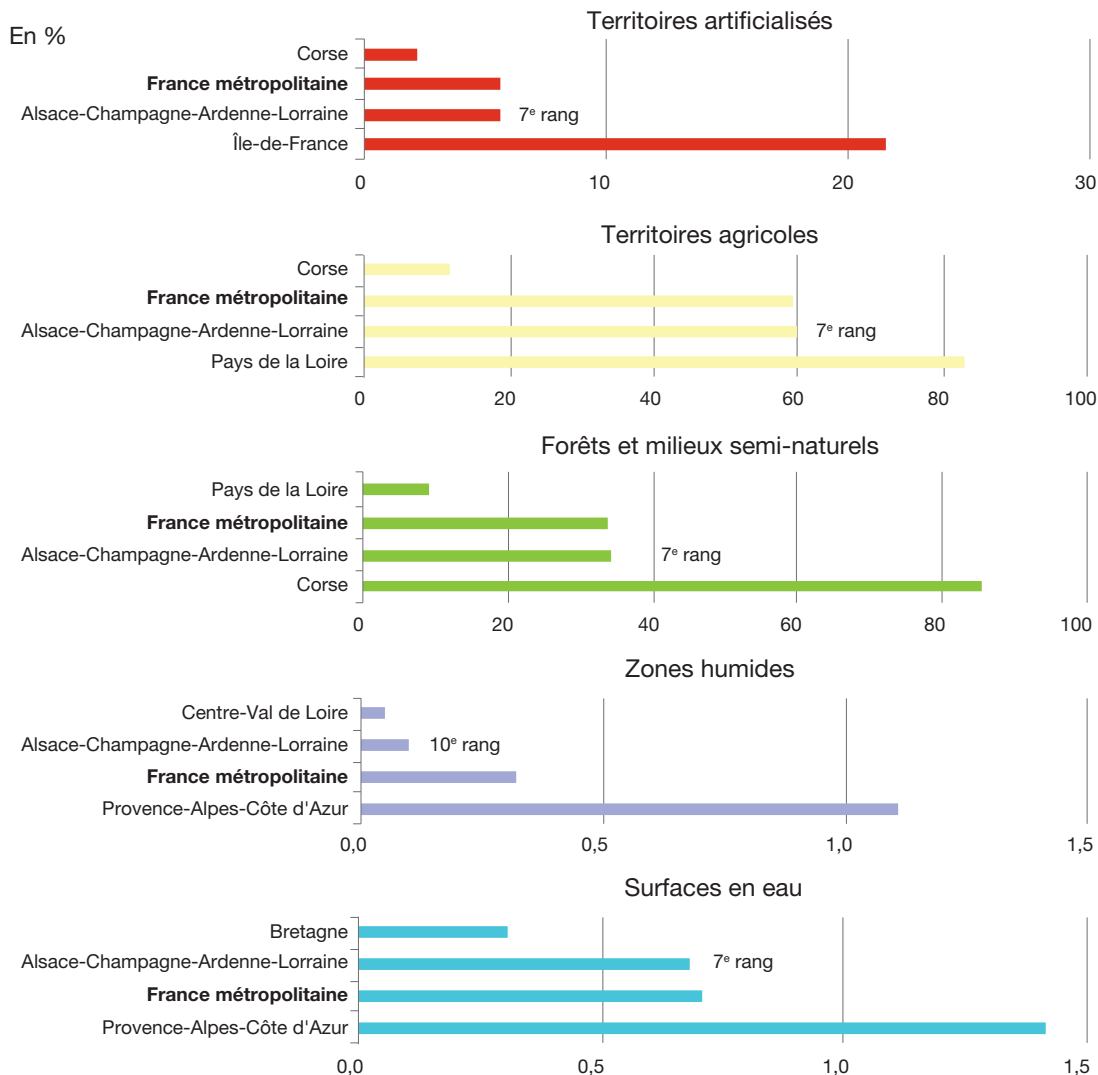 Territoires artificialisés
En %
Corse
France métropolitaine
Alsace-Champagne-Ardenne-Lorraine 7e rang
Île-de-France
0 10 20 30
Territoires agricoles
Corse
France métropolitaine
Alsace-Champagne-Ardenne-Lorraine 7e rang
Pays de la Loire
0 20 40 60 80 100
Forêts et milieux semi-naturels
Pays de la Loire
France métropolitaine
Alsace-Champagne-Ardenne-Lorraine 7e rang
Corse
0 20 40 60 80 100
Zones humides
Centre-Val de Loire
Alsace-Champagne-Ardenne-Lorraine 10e rang
France métropolitaine
Provence-Alpes-Côte d'Azur
0,0 0,5 1,0 1,5
Surfaces en eau
Bretagne
Alsace-Champagne-Ardenne-Lorraine 7e rang
France métropolitaine
Provence-Alpes-Côte d'Azur
0,0 0,5 1,0 1,5